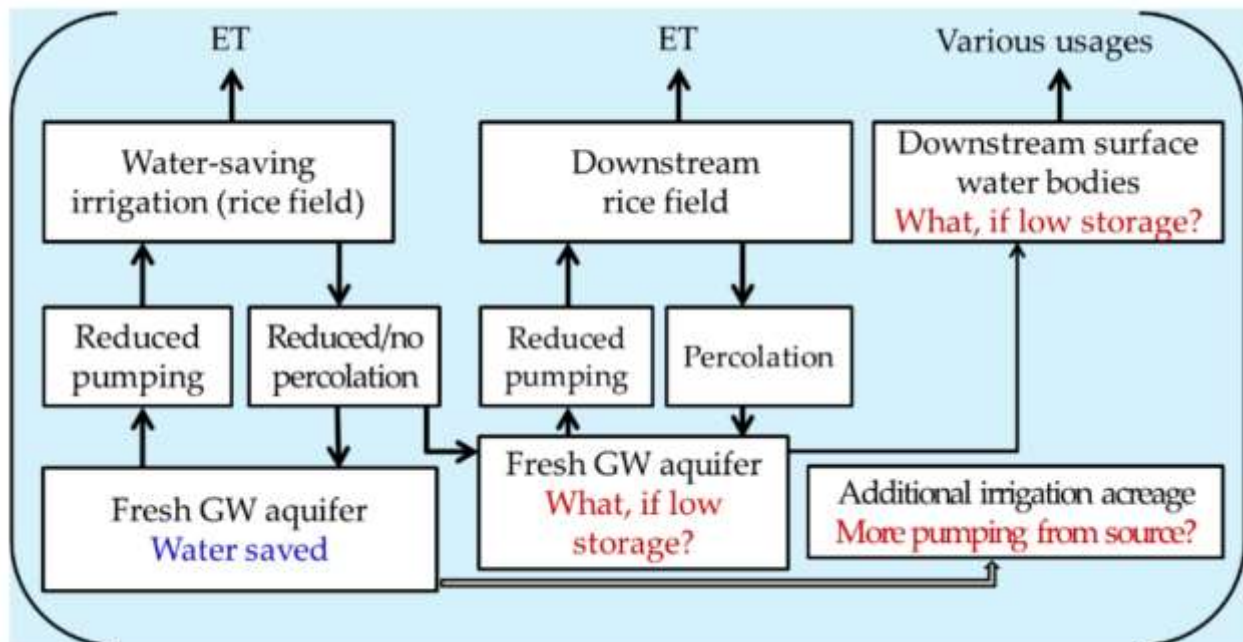 ET
ET
Various usages
Water-saving
irrigation (rice field)
Downstream
rice field
Downstream surface
water bodies
What, if low storage?
Reduced
pumping
Reduced/no
percolation
Reduced
pumping
Percolation
Fresh GW aquifer
Water saved
Fresh GW aquifer
What, if low
storage?
Additional irrigation acreage
More pumping from source?